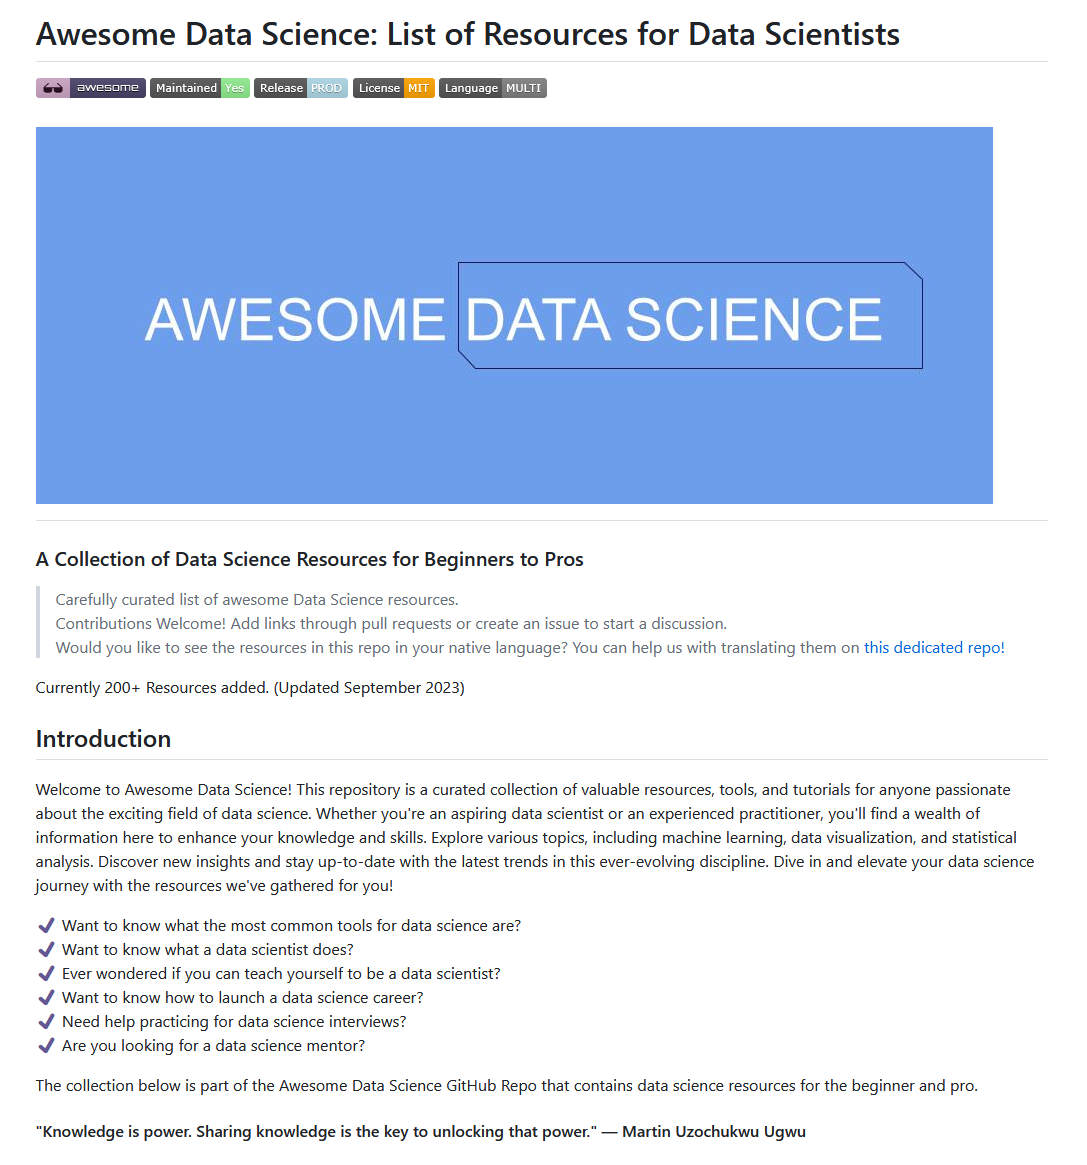 Awesome Data Science: List of Resources for Data Scientists
awesome Maintained Yes Release PROD License MIT Language MULTI
AWESOME DATA SCIENCE
A Collection of Data Science Resources for Beginners to Pros
Carefully curated list of awesome Data Science resources.
Contributions Welcome! Add links through pull requests or create an issue to start a discussion.
Would you like to see the resources in this repo in your native language? You can help us with translating them on this dedicated repo!
Currently 200+ Resources added. (Updated September 2023)
Introduction
Welcome to Awesome Data Science! This repository is a curated collection of valuable resources, tools, and tutorials for anyone passionate
about the exciting field of data science. Whether you're an aspiring data scientist or an experienced practitioner, you'll find a wealth of
information here to enhance your knowledge and skills. Explore various topics, including machine learning, data visualization, and statistical
analysis. Discover new insights and stay up-to-date with the latest trends in this ever-evolving discipline. Dive in and elevate your data science
journey with the resources we've gathered for you!
✔ Want to know what the most common tools for data science are?
✔ Want to know what a data scientist does?
✔ Ever wondered if you can teach yourself to be a data scientist?
✔ Want to know how to launch a data science career?
✔ Need help practicing for data science interviews?
✔ Are you looking for a data science mentor?
The collection below is part of the Awesome Data Science GitHub Repo that contains data science resources for the beginner and pro.
"Knowledge is power. Sharing knowledge is the key to unlocking that power." — Martin Uzochukwu Ugwu